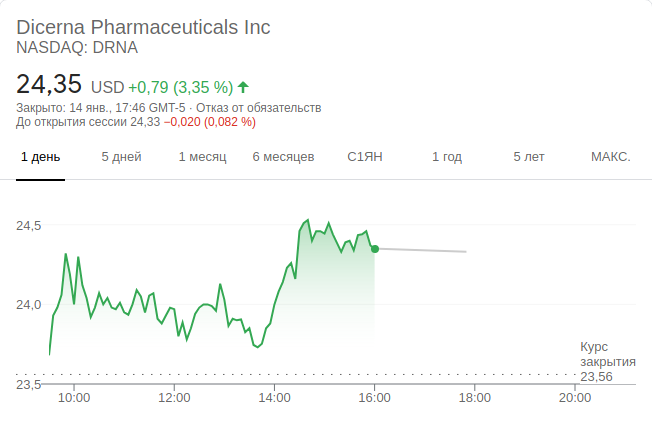 Dicerna Pharmaceuticals Inc
NASDAQ: DRNA
24,35 USD +0,79 (3,35 %)
Закрыто: 14 янв., 17:46 GMT-5 · Отказ от обязательств
До открытия сессии 24,33 −0,020 (0,082 %)
1 день 5 дней 1 месяц 6 месяцев С1ЯН 1 год 5 лет МАКС.
24,5
24,0
Курс
закрытия
23,56
23,5
10:00 12:00 14:00 16:00 18:00 20:00